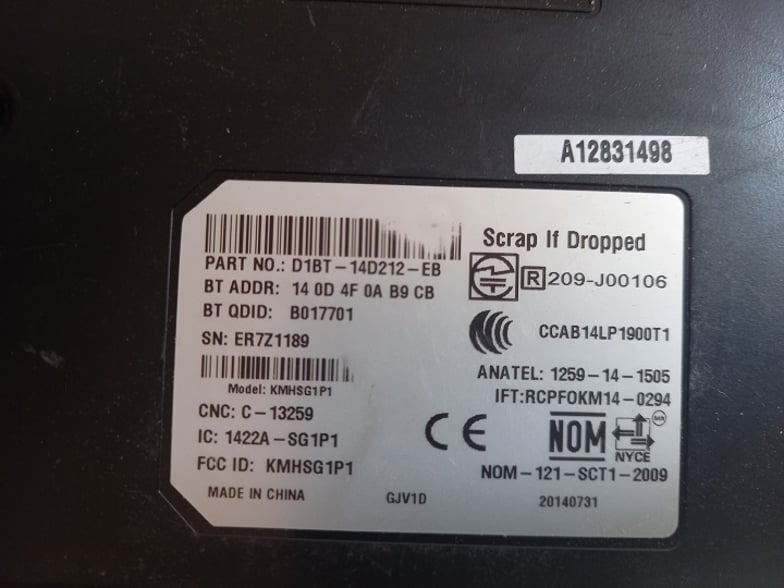 A12831498
Scrap If Dropped
PART NO.: D1BT-14D212-EB
R 209-J00106
BT ADDR: 14 0D 4F 0A B9 CB
BT QDID: B017701
CCAB14LP1900T1
SN: ER7Z1189
ANATEL: 1259-14-1505
Model: KMHSG1P1
IFT:RCPFOKM14-0294
CNC: C-13259
CE
NOM
NYCE
IC: 1422A-SG1P1
FCC ID: KMHSG1P1
NOM-121-SCT1-2009
MADE IN CHINA
GJV1D
20140731